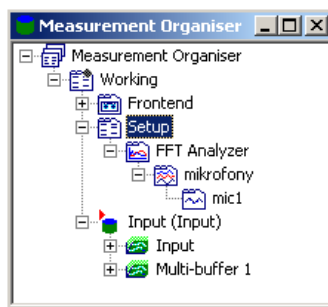 Measurement Organiser
Measurement Organiser
Working
Frontend
Setup
FFT Analyzer
mikrofony
mic1
Input (Input)
Input
Multi-buffer 1